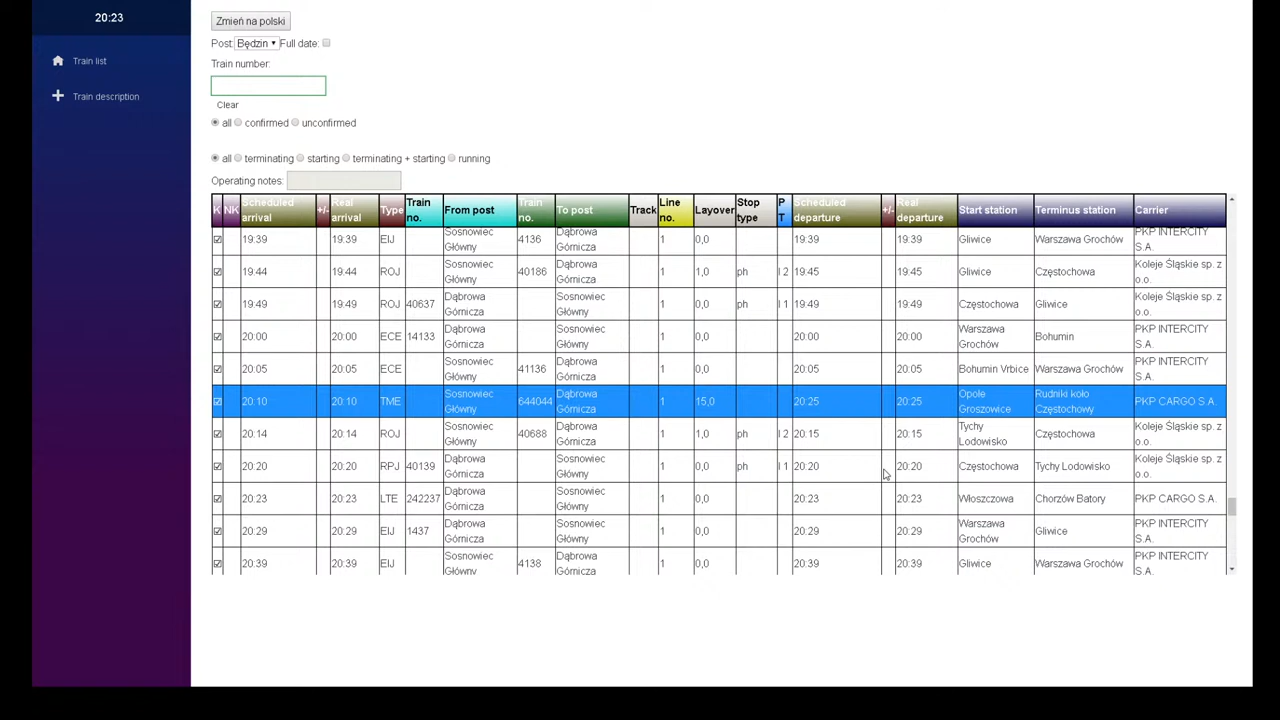 20:23
Train list
Train description
Zmień na polski
Post: Będzin Full date:
Train number:
Clear
all confirmed unconfirmed
all terminating starting terminating + starting running
Operating notes:
K NK Scheduled arrival +/- Real arrival Type Train no. From post Train no. To post Track Line no. Layover Stop type P T Scheduled departure +/- Real departure Start station Terminus station Carrier
19:39 19:39 EIJ Sosnowiec Główny 4136 Dąbrowa Górnicza 1 0,0 19:39 19:39 Gliwice Warszawa Grochów PKP INTERCITY S.A.
19:44 19:44 ROJ Sosnowiec Główny 40186 Dąbrowa Górnicza 1 1,0 ph I 2 19:45 19:45 Gliwice Częstochowa Koleje Śląskie sp. z o.o.
19:49 19:49 ROJ 40637 Dąbrowa Górnicza Sosnowiec Główny 1 0,0 ph I 1 19:49 19:49 Częstochowa Gliwice Koleje Śląskie sp. z o.o.
20:00 20:00 ECE 14133 Dąbrowa Górnicza Sosnowiec Główny 1 0,0 20:00 20:00 Warszawa Grochów Bohumin PKP INTERCITY S.A.
20:05 20:05 ECE Sosnowiec Główny 41136 Dąbrowa Górnicza 1 0,0 20:05 20:05 Bohumin Vrbice Warszawa Grochów PKP INTERCITY S.A.
20:10 20:10 TME Sosnowiec Główny 644044 Dąbrowa Górnicza 1 15,0 20:25 20:25 Opole Groszowice Rudniki koło Częstochowy PKP CARGO S.A.
20:14 20:14 ROJ Sosnowiec Główny 40688 Dąbrowa Górnicza 1 1,0 ph I 2 20:15 20:15 Tychy Lodowisko Częstochowa Koleje Śląskie sp. z o.o.
20:20 20:20 RPJ 40139 Dąbrowa Górnicza Sosnowiec Główny 1 0,0 ph I 1 20:20 20:20 Częstochowa Tychy Lodowisko Koleje Śląskie sp. z o.o.
20:23 20:23 LTE 242237 Dąbrowa Górnicza Sosnowiec Główny 1 0,0 20:23 20:23 Włoszczowa Chorzów Batory PKP CARGO S.A.
20:29 20:29 EIJ 1437 Dąbrowa Górnicza Sosnowiec Główny 1 0,0 20:29 20:29 Warszawa Grochów Gliwice PKP INTERCITY S.A.
20:39 20:39 EIJ Sosnowiec Główny 4138 Dąbrowa Górnicza 1 0,0 20:39 20:39 Gliwice Warszawa Grochów PKP INTERCITY S.A.